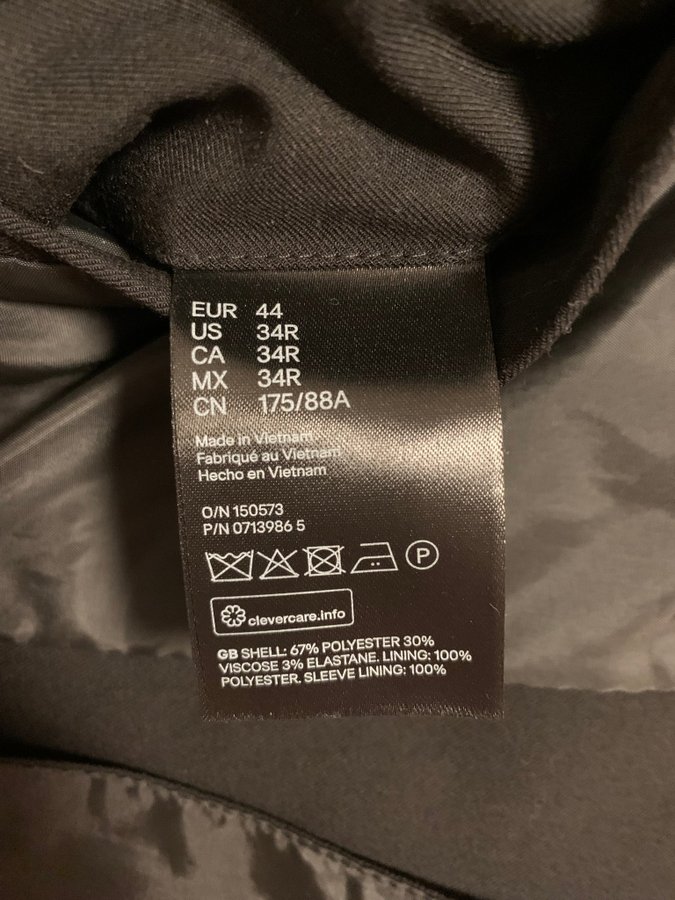 EUR 44
US 34R
CA 34R
MX 34R
CN 175/88A
Made in Vietnam
Fabriqué au Vietnam
Hecho en Vietnam
O/N 150573
P/N 0713986 5
P
clevercare.info
GB SHELL: 67% POLYESTER 30%
VISCOSE 3% ELASTANE. LINING: 100%
POLYESTER. SLEEVE LINING: 100%